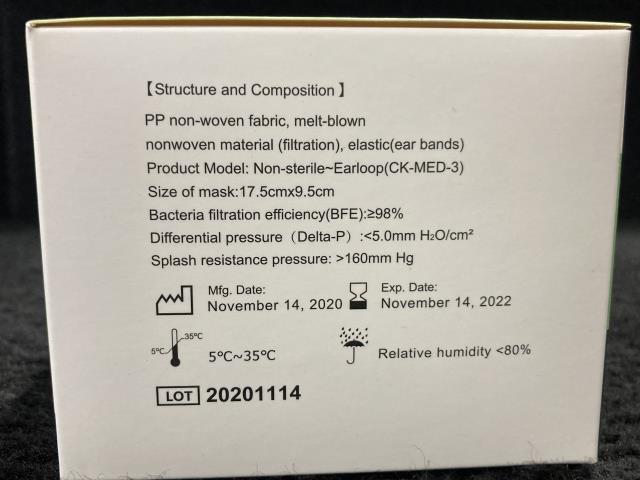 【Structure and Composition】
PP non-woven fabric, melt-blown
nonwoven material (filtration), elastic(ear bands)
Product Model: Non-sterile~Earloop(CK-MED-3)
Size of mask:17.5cmx9.5cm
Bacteria filtration efficiency(BFE):≥98%
Differential pressure（Delta-P）:<5.0mm H₂O/cm²
Splash resistance pressure: >160mm Hg
Mfg. Date:
November 14, 2020
Exp. Date:
November 14, 2022
5℃
35℃
5℃~35℃
Relative humidity <80%
LOT 20201114